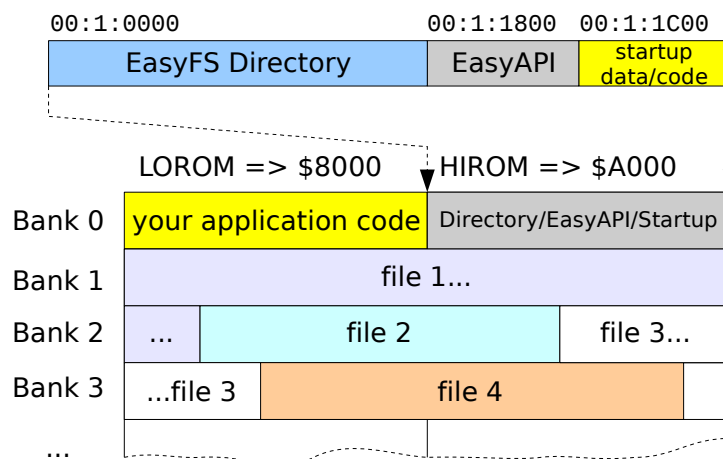 00:1:0000 00:1:1800 00:1:1C00
EasyFS Directory EasyAPI startup
data/code
LOROM => $8000 HIROM => $A000
Bank 0 your application code Directory/EasyAPI/Startup
Bank 1 file 1...
Bank 2 ... file 2 file 3...
Bank 3 ...file 3 file 4
...